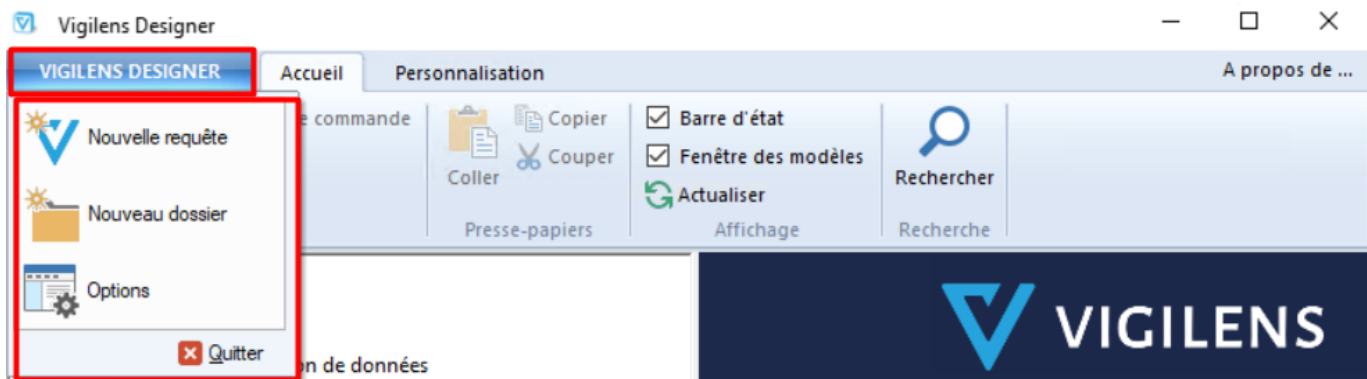 Vigilens Designer
VIGILENS DESIGNER Accueil Personnalisation A propos de ...
Nouvelle requête
Nouveau dossier
Options
Quitter
commande
Coller
Copier
Couper
Presse-papiers
Barre d'état
Fenêtre des modèles
Actualiser
Affichage
Rechercher
Recherche
de données
VIGILENS